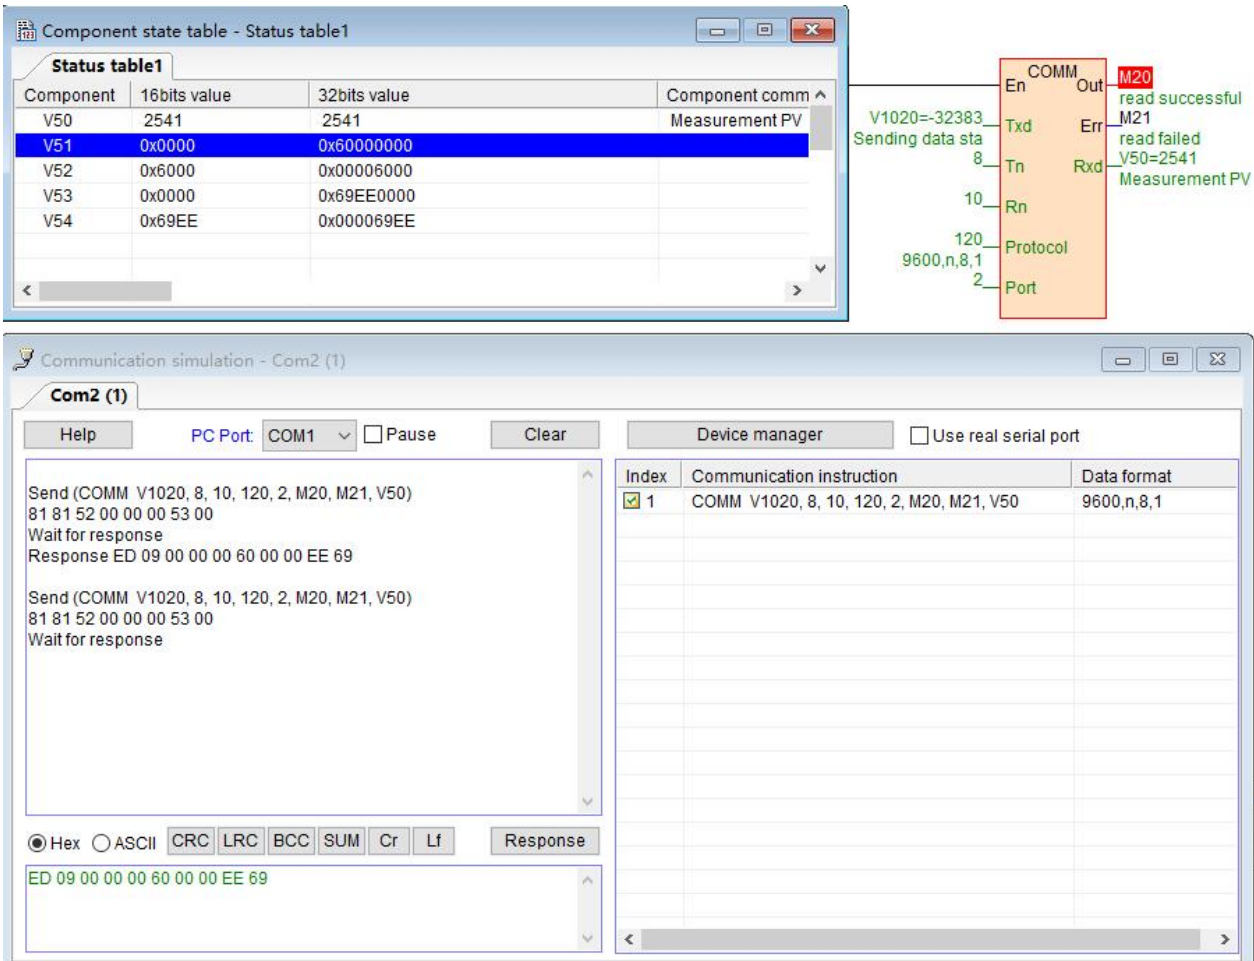 Component state table - Status table1
Status table1
Component 16bits value 32bits value Component comm
V50 2541 2541 Measurement PV
V51 0x0000 0x60000000
V52 0x6000 0x00006000
V53 0x0000 0x69EE0000
V54 0x69EE 0x000069EE
COMM
En Out M20
read successful
V1020=-32383 Txd Err M21
Sending data sta read failed
8 Tn Rxd V50=2541
Measurement PV
10 Rn
120 Protocol
9600,n,8,1
2 Port
Communication simulation - Com2 (1)
Com2 (1)
Help PC Port: COM1 Pause Clear Device manager Use real serial port
Send (COMM V1020, 8, 10, 120, 2, M20, M21, V50)
81 81 52 00 00 00 53 00
Wait for response
Response ED 09 00 00 00 60 00 00 EE 69
Send (COMM V1020, 8, 10, 120, 2, M20, M21, V50)
81 81 52 00 00 00 53 00
Wait for response
Index Communication instruction Data format
1 COMM V1020, 8, 10, 120, 2, M20, M21, V50 9600,n,8,1
Hex ASCII CRC LRC BCC SUM Cr Lf Response
ED 09 00 00 00 60 00 00 EE 69